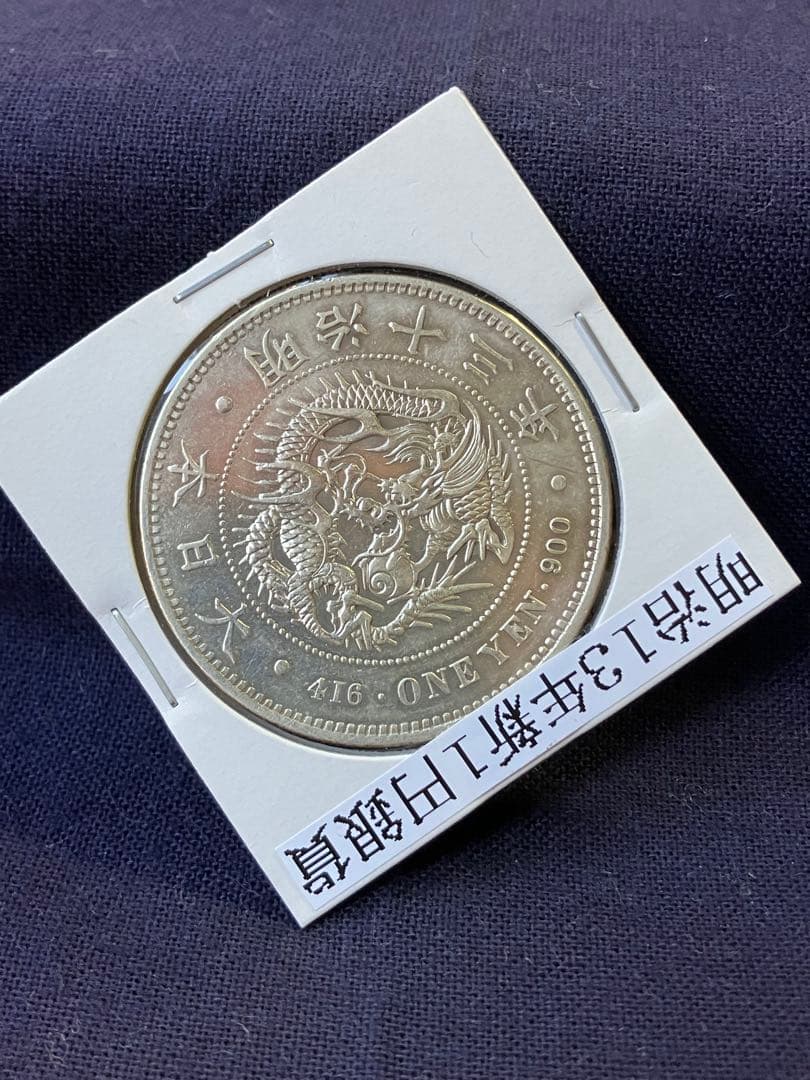 大日本 • 明治十三年 •
416 · ONE YEN · 900
明治13年新1円銀貨